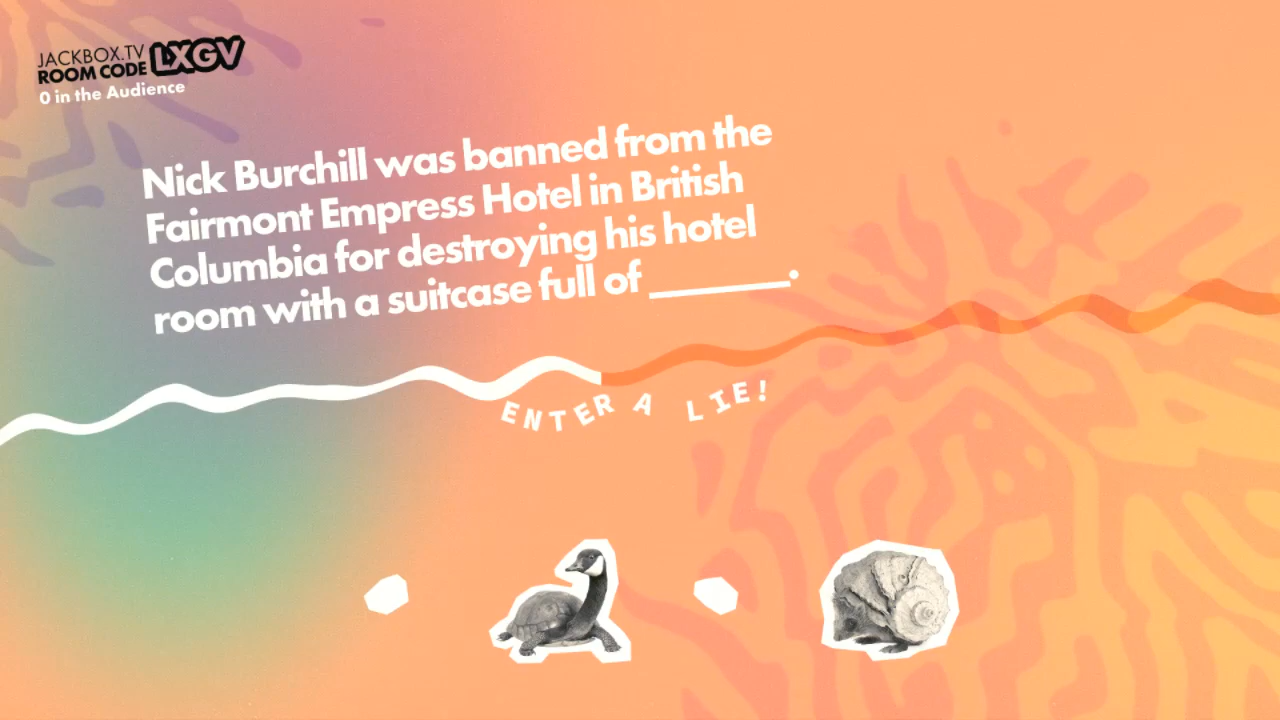 JACKBOX.TV
ROOM CODE LXGV
0 in the Audience
Nick Burchill was banned from the
Fairmont Empress Hotel in British
Columbia for destroying his hotel
room with a suitcase full of ________.
ENTER A LIE!